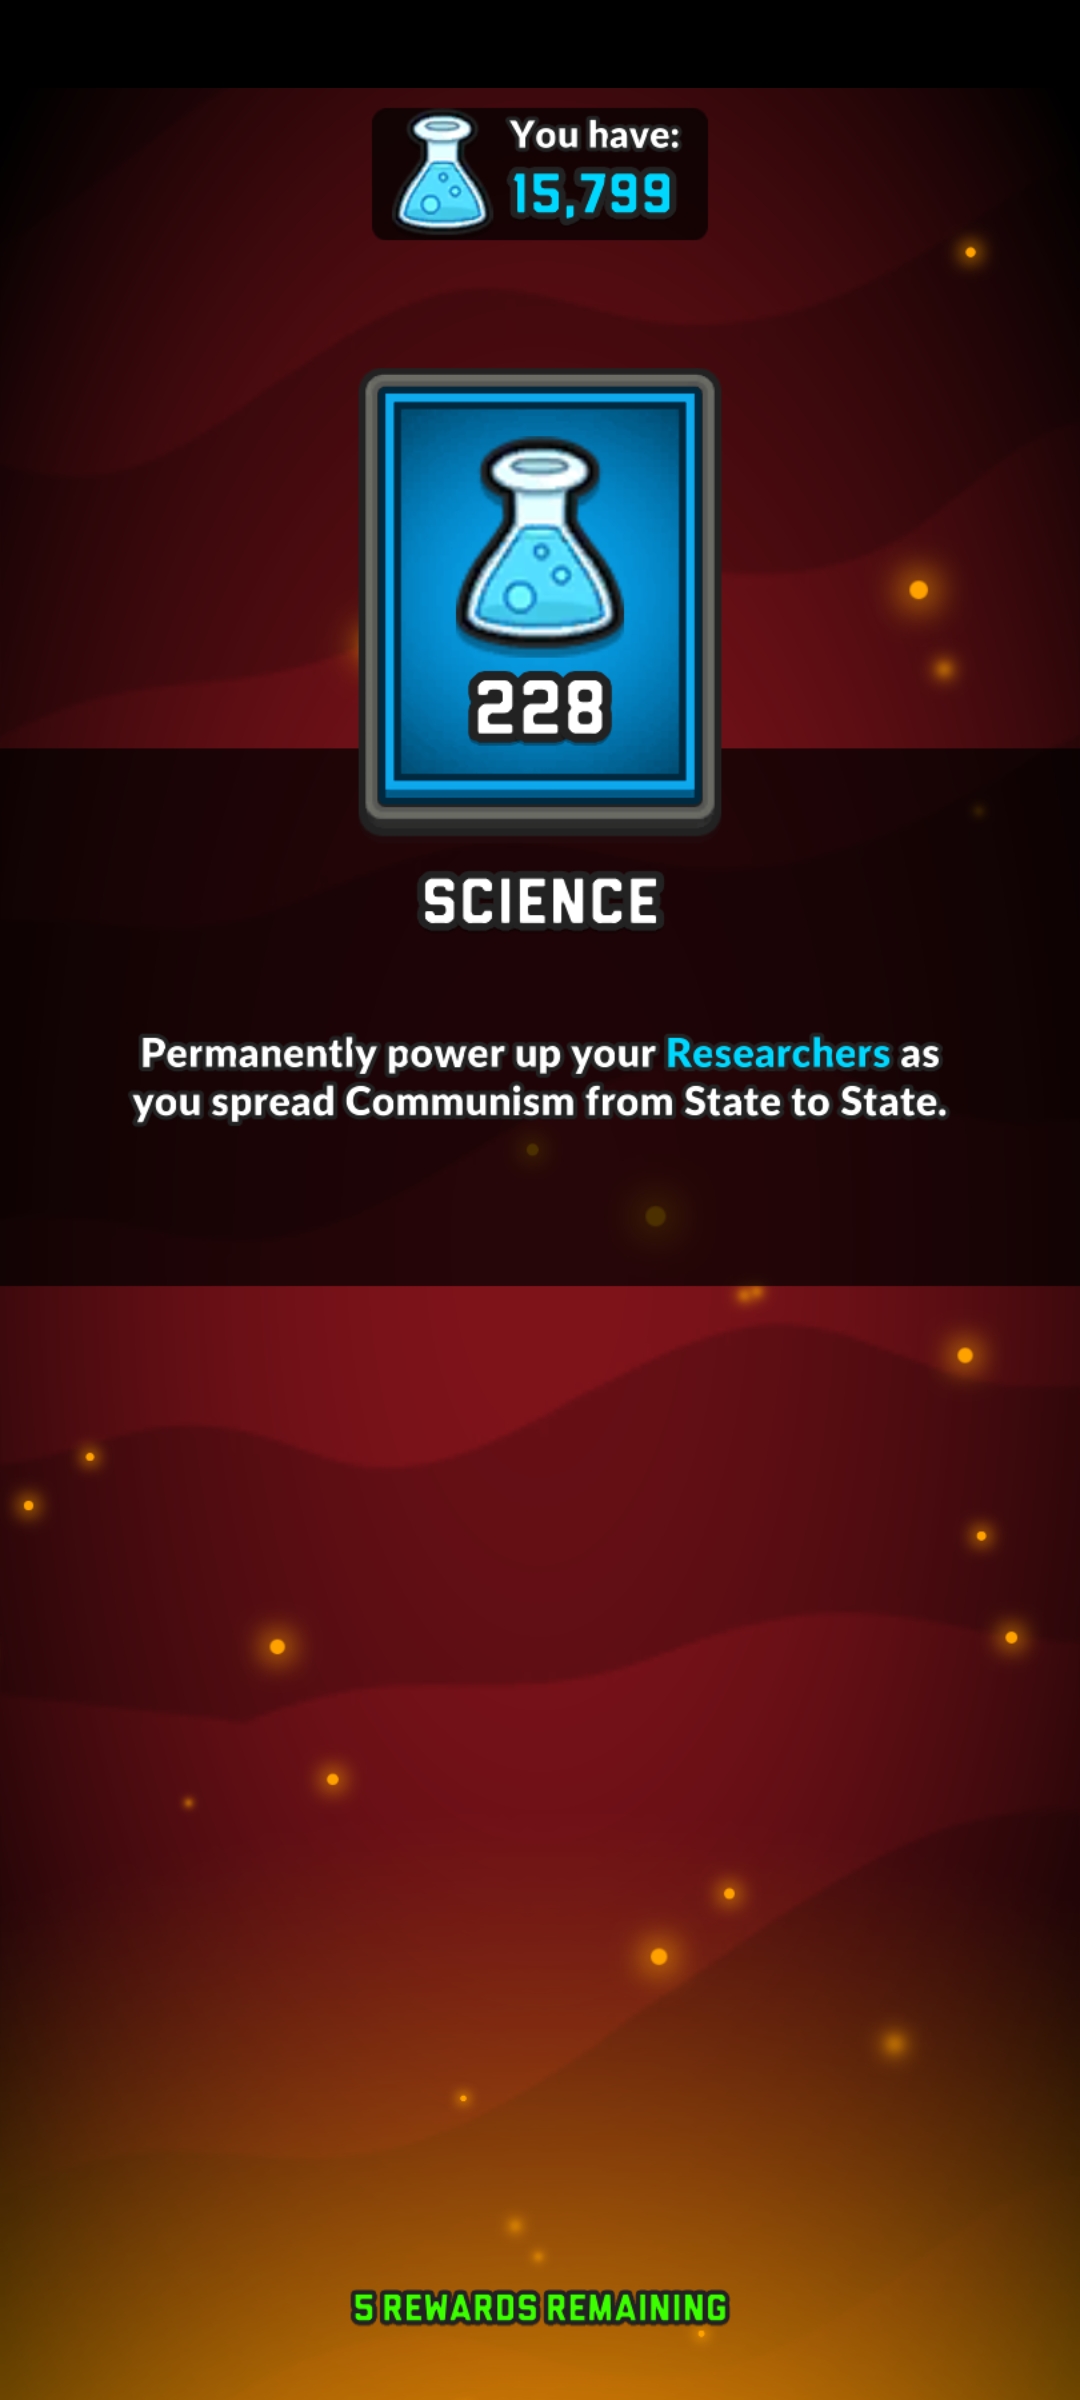 You have:
15,799
228
SCIENCE
Permanently power up your Researchers as
you spread Communism from State to State.
5 REWARDS REMAINING